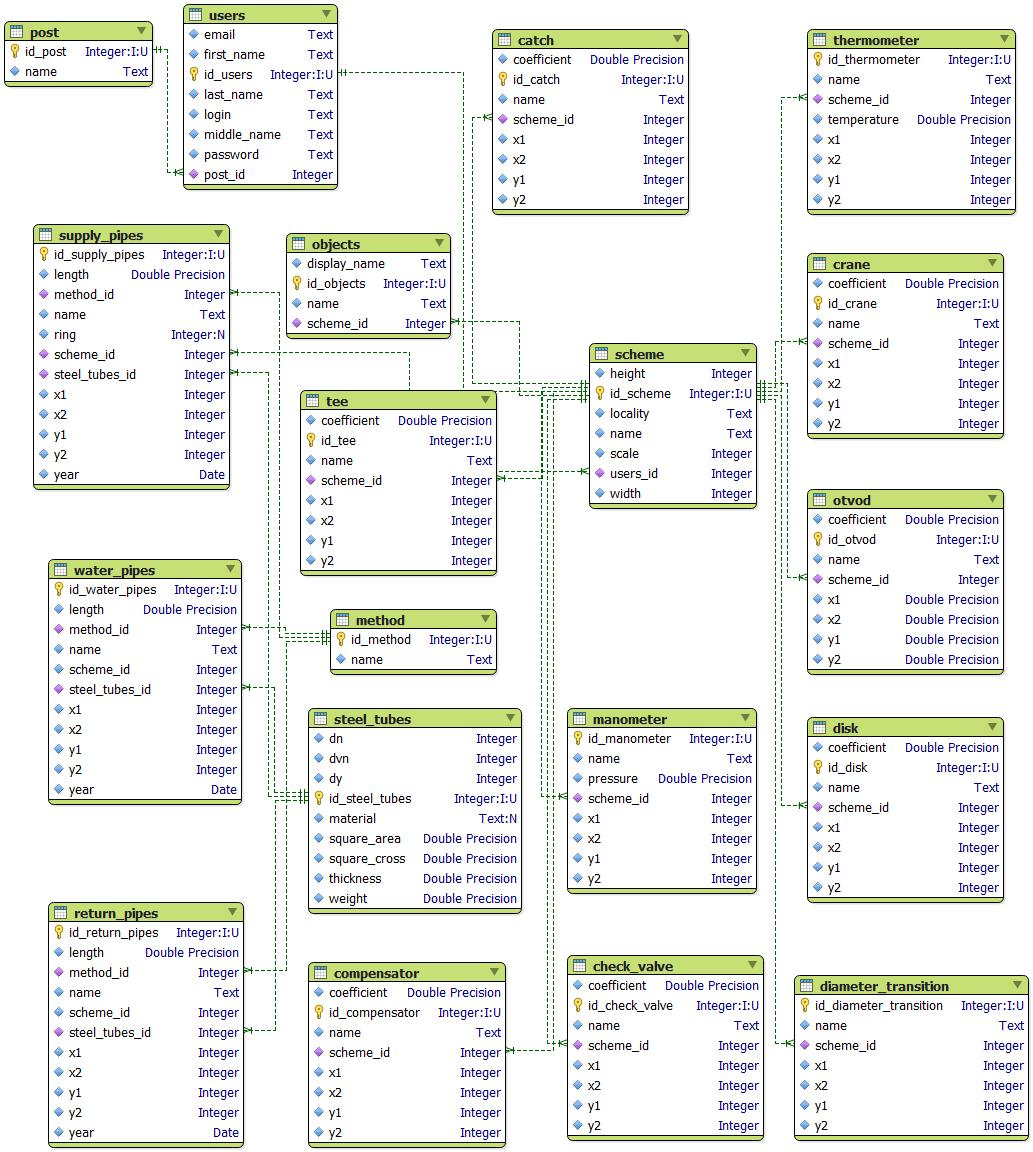 post
id_post Integer:I:U
name Text
users
email Text
first_name Text
id_users Integer:I:U
last_name Text
login Text
middle_name Text
password Text
post_id Integer
catch
coefficient Double Precision
id_catch Integer:I:U
name Text
scheme_id Integer
x1 Integer
x2 Integer
y1 Integer
y2 Integer
thermometer
id_thermometer Integer:I:U
name Text
scheme_id Integer
temperature Double Precision
x1 Integer
x2 Integer
y1 Integer
y2 Integer
supply_pipes
id_supply_pipes Integer:I:U
length Double Precision
method_id Integer
name Text
ring Integer:N
scheme_id Integer
steel_tubes_id Integer
x1 Integer
x2 Integer
y1 Integer
y2 Integer
year Date
objects
display_name Text
id_objects Integer:I:U
name Text
scheme_id Integer
crane
coefficient Double Precision
id_crane Integer:I:U
name Text
scheme_id Integer
x1 Integer
x2 Integer
y1 Integer
y2 Integer
scheme
height Integer
id_scheme Integer:I:U
locality Text
name Text
scale Integer
users_id Integer
width Integer
tee
coefficient Double Precision
id_tee Integer:I:U
name Text
scheme_id Integer
x1 Integer
x2 Integer
y1 Integer
y2 Integer
otvod
coefficient Double Precision
id_otvod Integer:I:U
name Text
scheme_id Integer
x1 Double Precision
x2 Double Precision
y1 Double Precision
y2 Double Precision
water_pipes
id_water_pipes Integer:I:U
length Double Precision
method_id Integer
name Text
scheme_id Integer
steel_tubes_id Integer
x1 Integer
x2 Integer
y1 Integer
y2 Integer
year Date
method
id_method Integer:I:U
name Text
steel_tubes
dn Integer
dvn Integer
dy Integer
id_steel_tubes Integer:I:U
material Text:N
square_area Double Precision
square_cross Double Precision
thickness Double Precision
weight Double Precision
manometer
id_manometer Integer:I:U
name Text
pressure Double Precision
scheme_id Integer
x1 Integer
x2 Integer
y1 Integer
y2 Integer
disk
coefficient Double Precision
id_disk Integer:I:U
name Text
scheme_id Integer
x1 Integer
x2 Integer
y1 Integer
y2 Integer
return_pipes
id_return_pipes Integer:I:U
length Double Precision
method_id Integer
name Text
scheme_id Integer
steel_tubes_id Integer
x1 Integer
x2 Integer
y1 Integer
y2 Integer
year Date
compensator
coefficient Double Precision
id_compensator Integer:I:U
name Text
scheme_id Integer
x1 Integer
x2 Integer
y1 Integer
y2 Integer
check_valve
coefficient Double Precision
id_check_valve Integer:I:U
name Text
scheme_id Integer
x1 Integer
x2 Integer
y1 Integer
y2 Integer
diameter_transition
id_diameter_transition Integer:I:U
name Text
scheme_id Integer
x1 Integer
x2 Integer
y1 Integer
y2 Integer